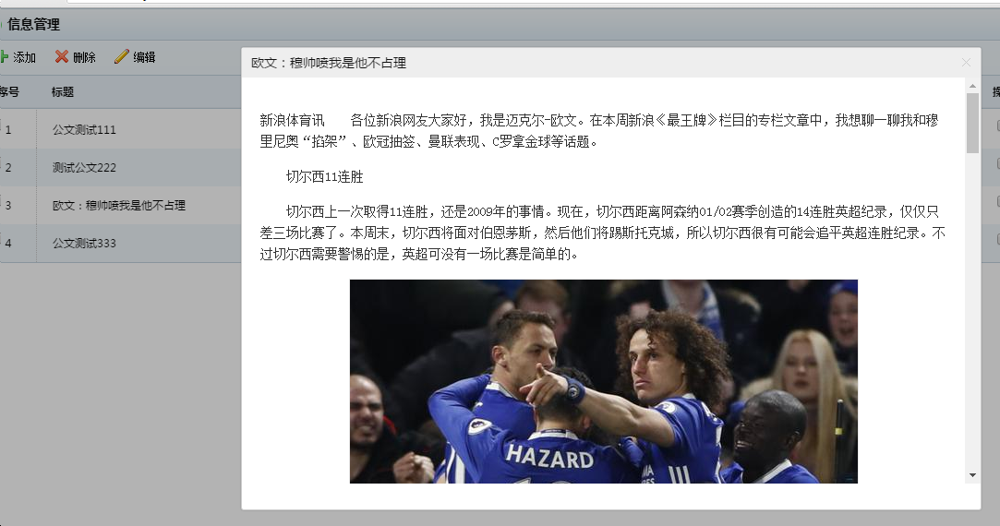 信息管理
添加 删除 编辑
序号 标题
1 公文测试111
2 测试公文222
3 欧文：穆帅喷我是他不占理
4 公文测试333
欧文：穆帅喷我是他不占理
新浪体育讯　　各位新浪网友大家好，我是迈克尔-欧文。在本周新浪《最王牌》栏目的专栏文章中，我想聊一聊我和穆
里尼奥“掐架”、欧冠抽签、曼联表现、C罗拿金球等话题。
切尔西11连胜
切尔西上一次取得11连胜，还是2009年的事情。现在，切尔西距离阿森纳01/02赛季创造的14连胜英超纪录，仅仅只
差三场比赛了。本周末，切尔西将面对伯恩茅斯，然后他们将踢斯托克城，所以切尔西很有可能会追平英超连胜纪录。不
过切尔西需要警惕的是，英超可没有一场比赛是简单的。
HAZARD